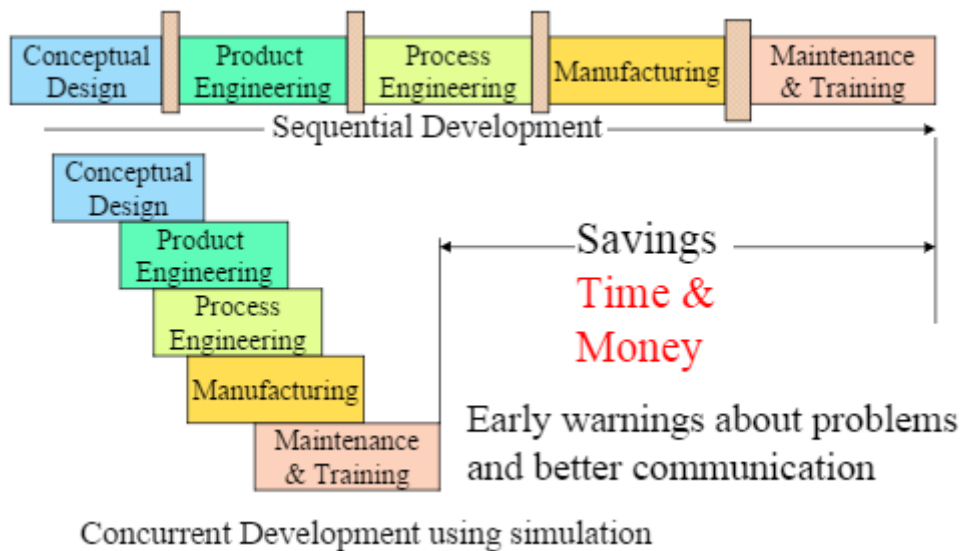 Conceptual
Design
Product
Engineering
Process
Engineering
Manufacturing
Maintenance
& Training
Sequential Development
Conceptual
Design
Product
Engineering
Process
Engineering
Manufacturing
Maintenance
& Training
Savings
Time &
Money
Early warnings about problems
and better communication
Concurrent Development using simulation